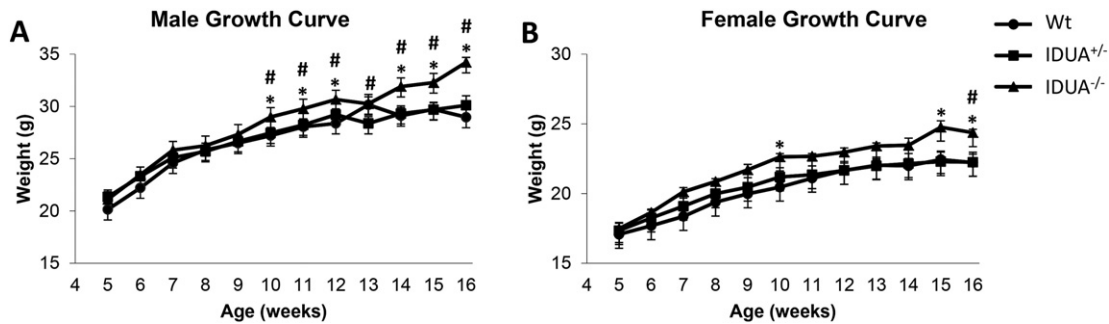 A
Male Growth Curve
Weight (g)
35
30
25
20
15
# # # # # # #
* * * * * *
4 5 6 7 8 9 10 11 12 13 14 15 16
Age (weeks)
B
Female Growth Curve
Weight (g)
30
25
20
15
#
* * *
4 5 6 7 8 9 10 11 12 13 14 15 16
Age (weeks)
Wt
IDUA+/-
IDUA-/-